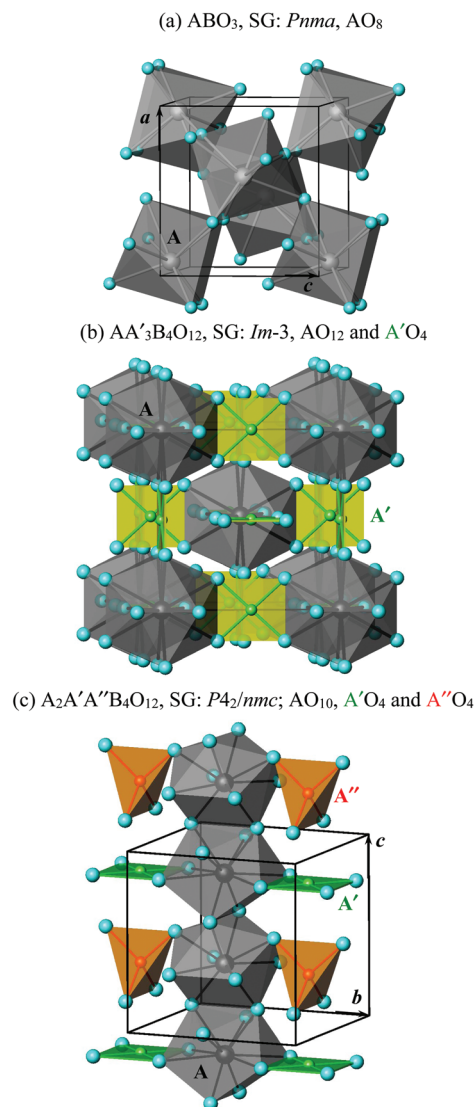 (a) ABO₃, SG: Pnma, AO₈
a
A
c
(b) AA′₃B₄O₁₂, SG: Im-3, AO₁₂ and A′O₄
A
A′
(c) A₂A′A″B₄O₁₂, SG: P4₂/nmc; AO₁₀, A′O₄ and A″O₄
A″
c
A′
b
A